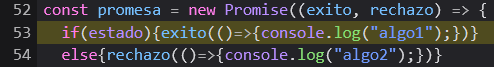 52 const promesa = new Promise((exito, rechazo) => {
53 if(estado){exito(()=>{console.log("algo1");})}
54 else{rechazo(()=>{console.log("algo2");})}